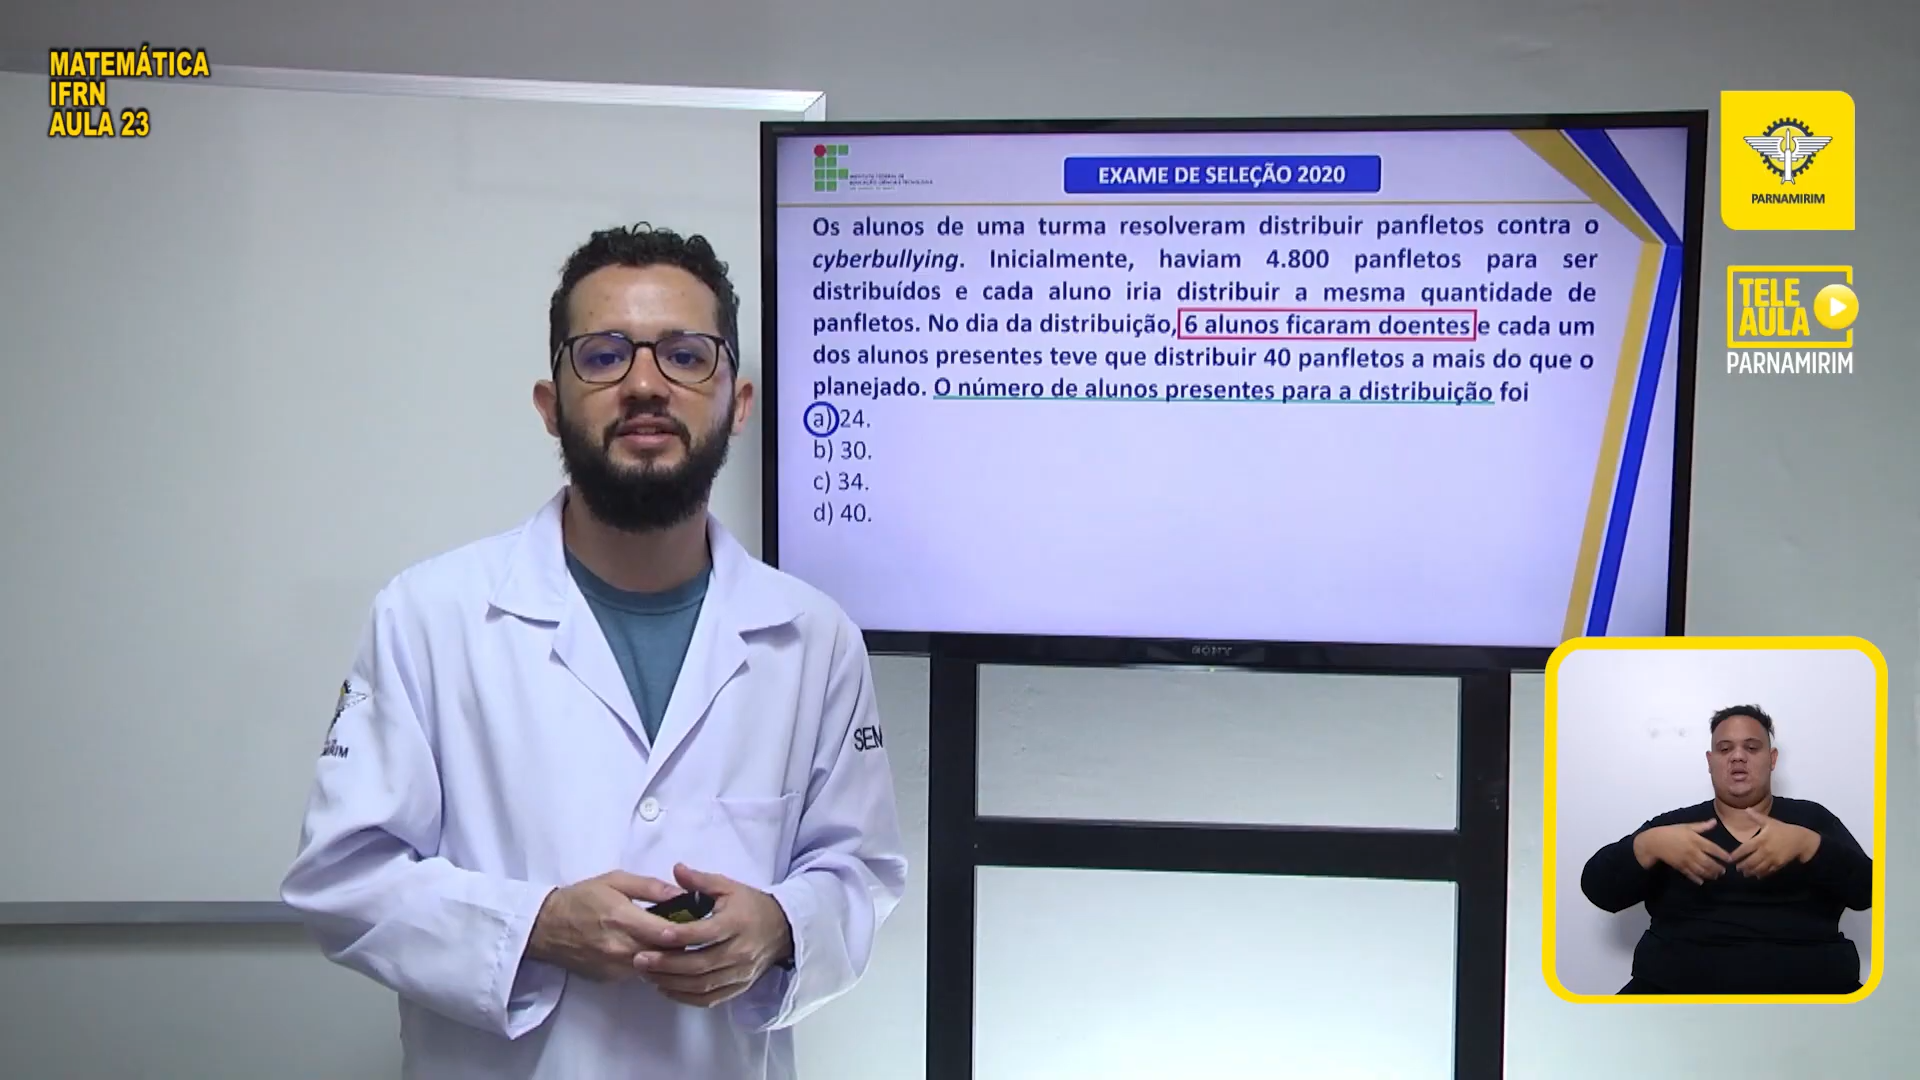 MATEMÁTICA
IFRN
AULA 23
EXAME DE SELEÇÃO 2020
Os alunos de uma turma resolveram distribuir panfletos contra o
cyberbullying. Inicialmente, haviam 4.800 panfletos para ser
distribuídos e cada aluno iria distribuir a mesma quantidade de
panfletos. No dia da distribuição, 6 alunos ficaram doentes e cada um
dos alunos presentes teve que distribuir 40 panfletos a mais do que o
planejado. O número de alunos presentes para a distribuição foi
a) 24.
b) 30.
c) 34.
d) 40.
SONY
SEM
PARNAMIRIM
TELE
AULA
PARNAMIRIM